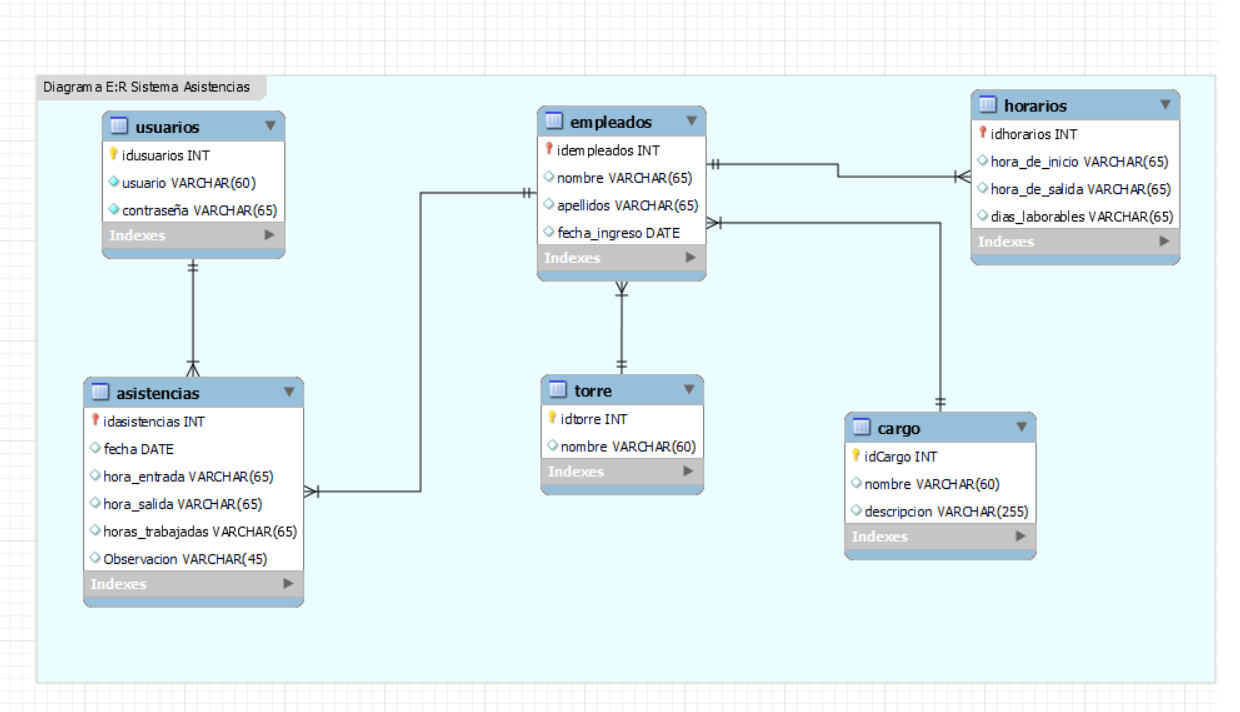 Diagrama E:R Sistema Asistencias
usuarios
idusuarios INT
usuario VARCHAR(60)
contraseña VARCHAR(65)
Indexes
empleados
idempleados INT
nombre VARCHAR(65)
apellidos VARCHAR(65)
fecha_ingreso DATE
Indexes
horarios
idhorarios INT
hora_de_inicio VARCHAR(65)
hora_de_salida VARCHAR(65)
dias_laborables VARCHAR(65)
Indexes
asistencias
idasistencias INT
fecha DATE
hora_entrada VARCHAR(65)
hora_salida VARCHAR(65)
horas_trabajadas VARCHAR(65)
Observacion VARCHAR(45)
Indexes
torre
idtorre INT
nombre VARCHAR(60)
Indexes
cargo
idCargo INT
nombre VARCHAR(60)
descripcion VARCHAR(255)
Indexes